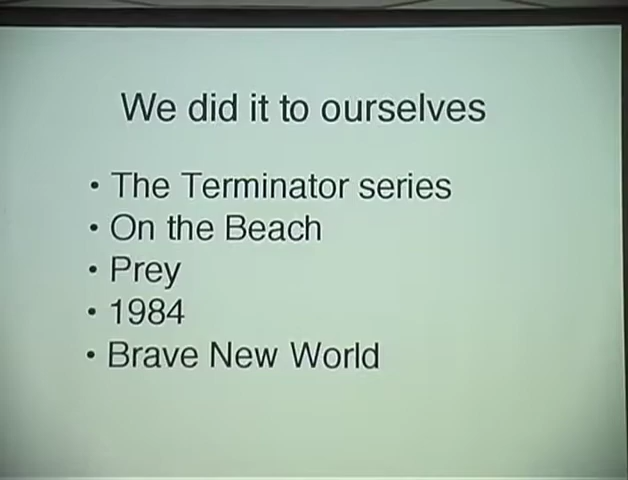 We did it to ourselves
• The Terminator series
• On the Beach
• Prey
• 1984
• Brave New World